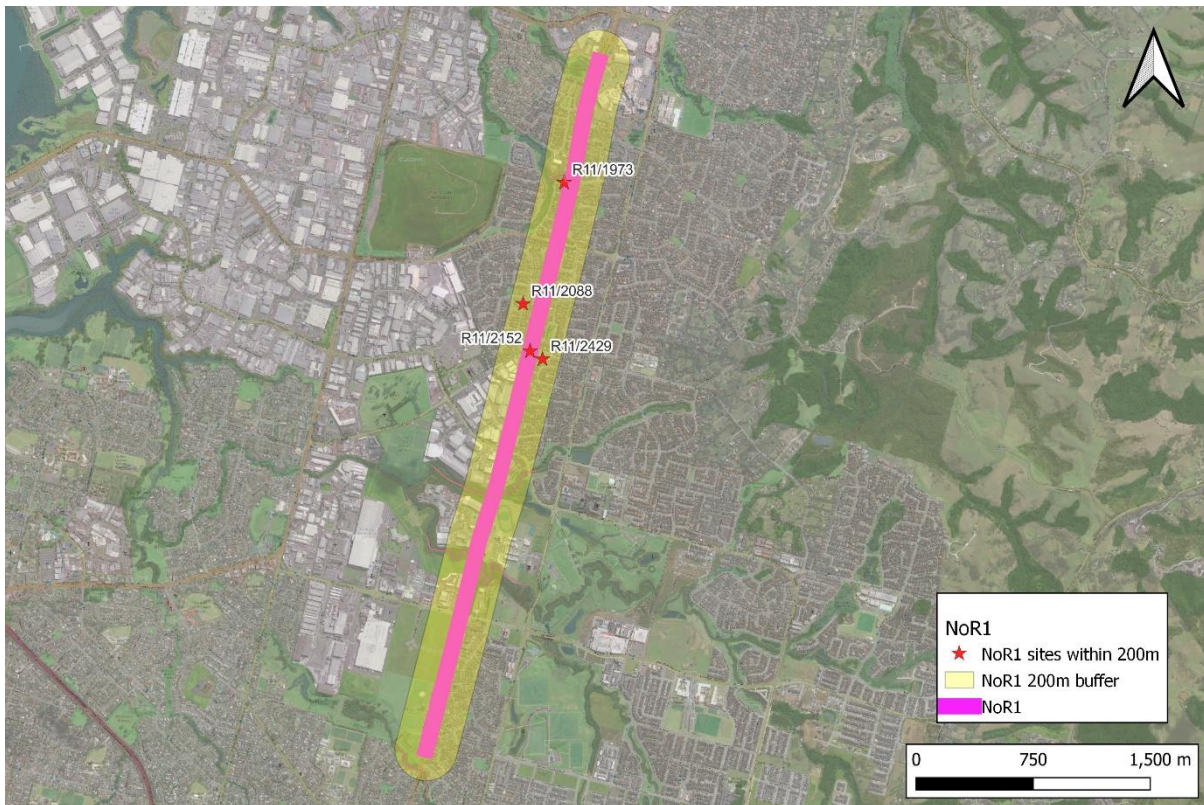 R11/1973
R11/2088
R11/2152
R11/2429
NoR1
NoR1 sites within 200m
NoR1 200m buffer
NoR1
0 750 1,500 m